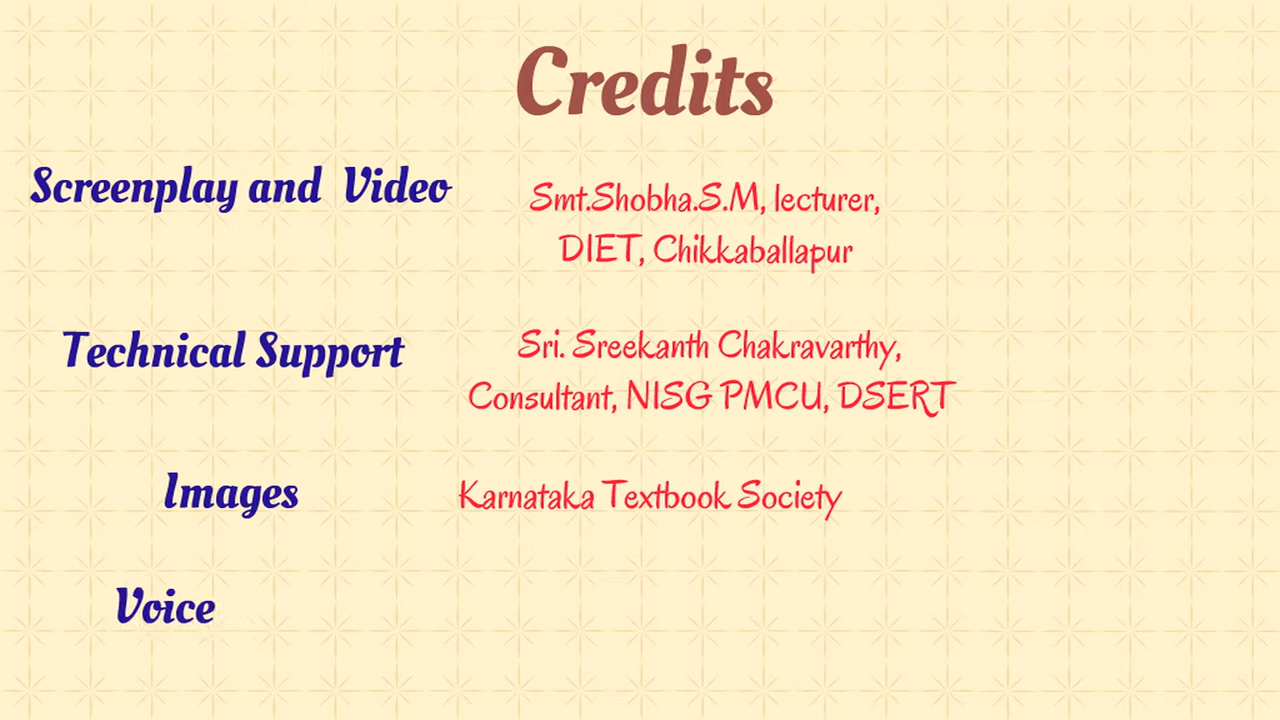 Credits
Screenplay and Video
Smt.Shobha.S.M, lecturer,
DIET, Chikkaballapur
Technical Support
Sri. Sreekanth Chakravarthy,
Consultant, NISG PMCU, DSERT
Images
Karnataka Textbook Society
Voice